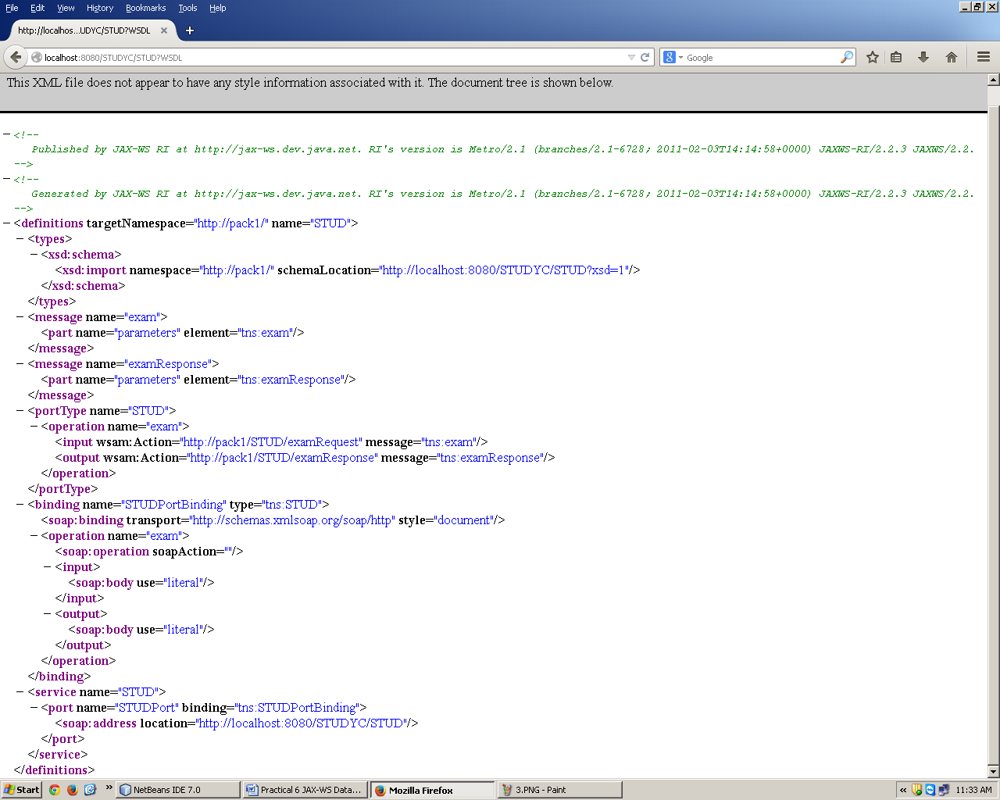 File Edit View History Bookmarks Tools Help
http://localhos...UDYC/STUD?WSDL
localhost:8080/STUDYC/STUD?WSDL Google
This XML file does not appear to have any style information associated with it. The document tree is shown below.
<!--
Published by JAX-WS RI at http://jax-ws.dev.java.net. RI's version is Metro/2.1 (branches/2.1-6728; 2011-02-03T14:14:58+0000) JAXWS-RI/2.2.3 JAXWS/2.2.
-->
<!--
Generated by JAX-WS RI at http://jax-ws.dev.java.net. RI's version is Metro/2.1 (branches/2.1-6728; 2011-02-03T14:14:58+0000) JAXWS-RI/2.2.3 JAXWS/2.2.
-->
<definitions targetNamespace="http://pack1/" name="STUD">
<types>
<xsd:schema>
<xsd:import namespace="http://pack1/" schemaLocation="http://localhost:8080/STUDYC/STUD?xsd=1"/>
</xsd:schema>
</types>
<message name="exam">
<part name="parameters" element="tns:exam"/>
</message>
<message name="examResponse">
<part name="parameters" element="tns:examResponse"/>
</message>
<portType name="STUD">
<operation name="exam">
<input wsam:Action="http://pack1/STUD/examRequest" message="tns:exam"/>
<output wsam:Action="http://pack1/STUD/examResponse" message="tns:examResponse"/>
</operation>
</portType>
<binding name="STUDPortBinding" type="tns:STUD">
<soap:binding transport="http://schemas.xmlsoap.org/soap/http" style="document"/>
<operation name="exam">
<soap:operation soapAction=""/>
<input>
<soap:body use="literal"/>
</input>
<output>
<soap:body use="literal"/>
</output>
</operation>
</binding>
<service name="STUD">
<port name="STUDPort" binding="tns:STUDPortBinding">
<soap:address location="http://localhost:8080/STUDYC/STUD"/>
</port>
</service>
</definitions>
Start NetBeans IDE 7.0 Practical 6 JAX-WS Data... Mozilla Firefox 3.PNG - Paint 11:33 AM